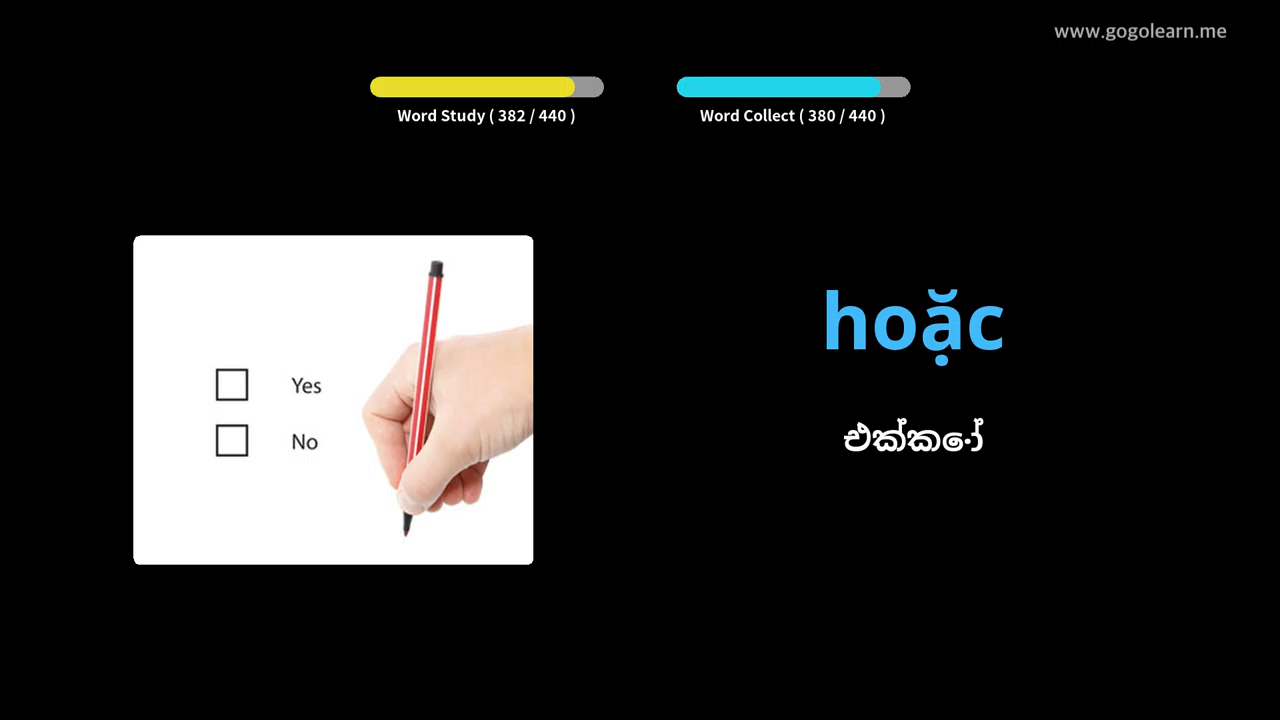 www.gogolearn.me
Word Study ( 382 / 440 )
Word Collect ( 380 / 440 )
Yes
No
hoặc
එක්කෝ